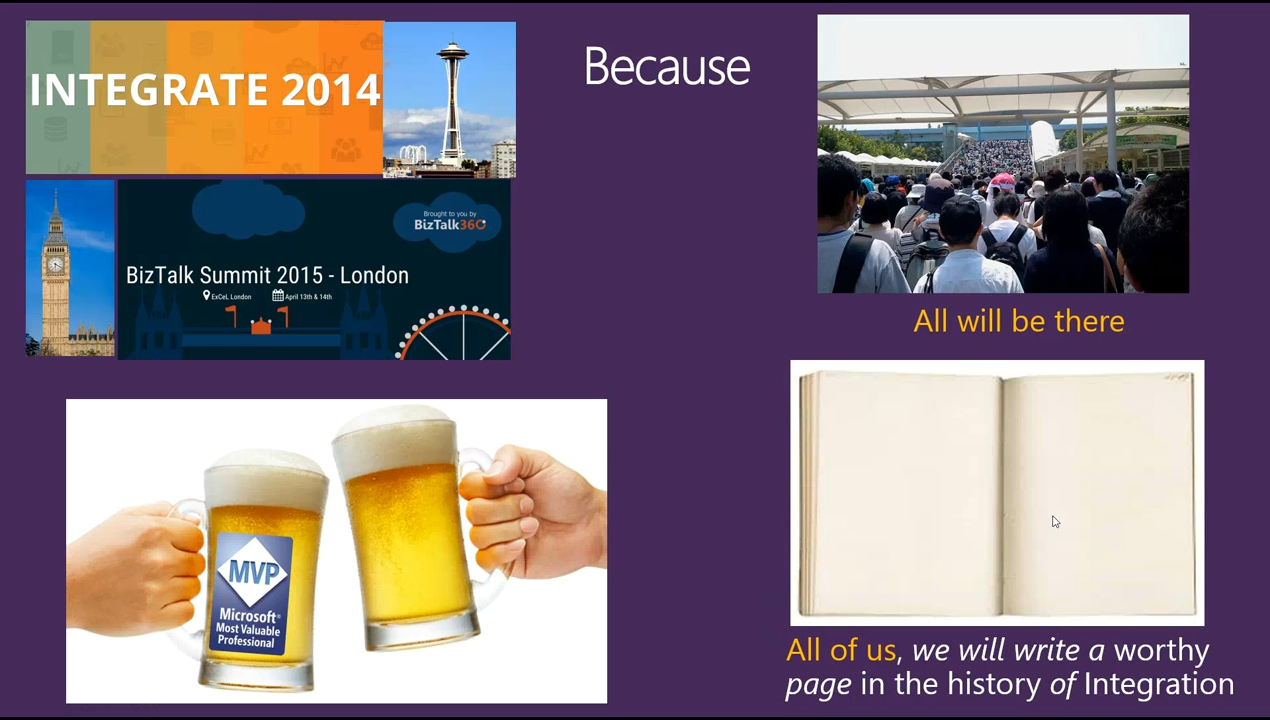 Because
INTEGRATE 2014
Brought to you by
BizTalk360
BizTalk Summit 2015 - London
ExCeL London
April 13th & 14th
All will be there
MVP
Microsoft®
Most Valuable
Professional
All of us, we will write a worthy
page in the history of Integration